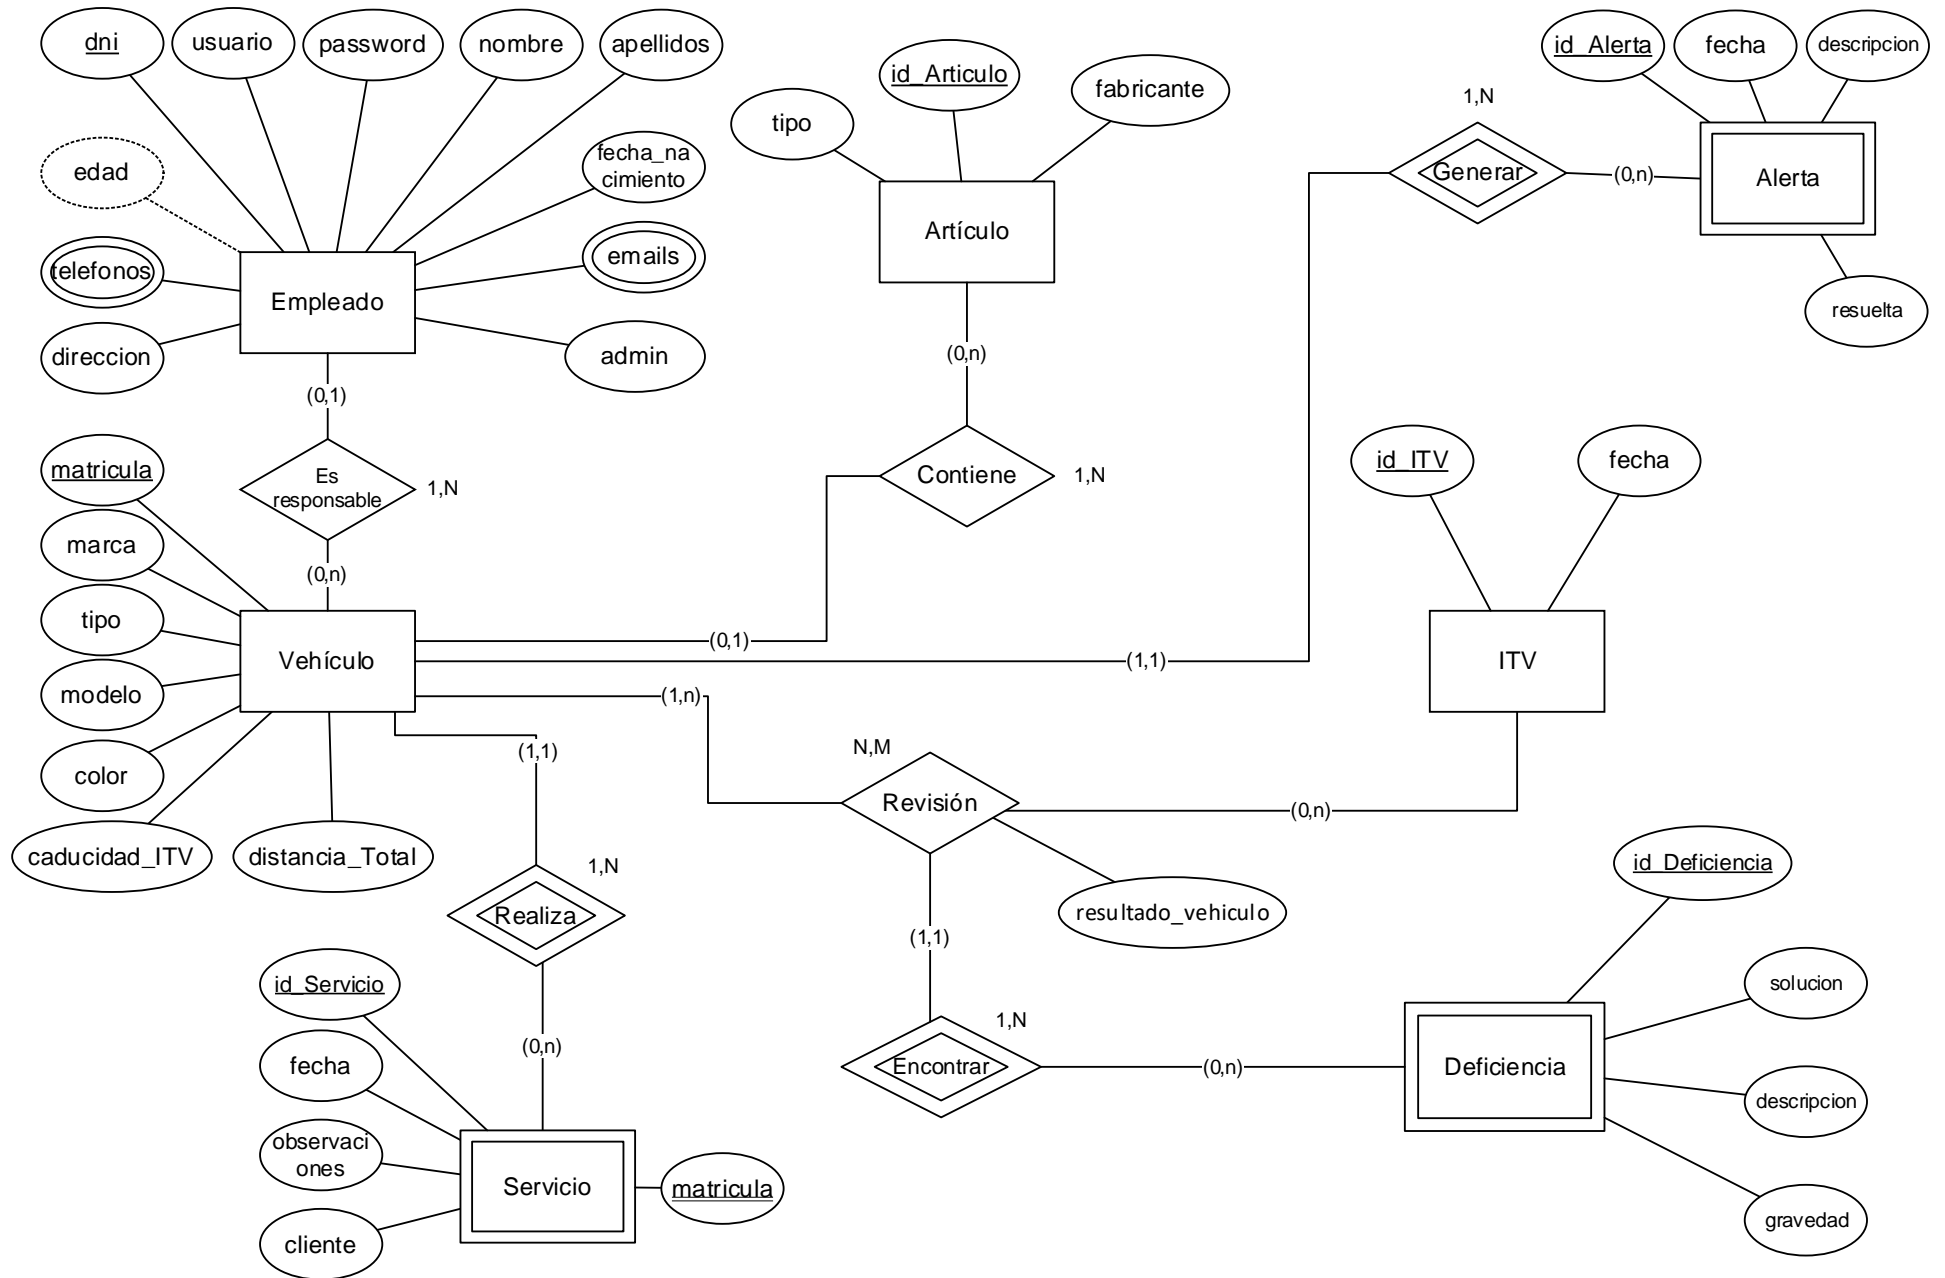 dni
usuario
password
nombre
apellidos
edad
fecha_na
cimiento
telefonos
emails
Empleado
direccion
admin
(0,1)
Es
responsable
1,N
(0,n)
matricula
marca
tipo
modelo
color
caducidad_ITV
distancia_Total
Vehículo
tipo
id_Articulo
fabricante
Artículo
(0,n)
Contiene
1,N
(0,1)
(1,1)
1,N
Generar
(0,n)
id_Alerta
fecha
descripcion
Alerta
resuelta
id_ITV
fecha
ITV
(1,n)
N,M
Revisión
(0,n)
resultado_vehiculo
(1,1)
1,N
Realiza
(0,n)
id_Servicio
fecha
observaci
ones
cliente
Servicio
matricula
(1,1)
1,N
Encontrar
(0,n)
id_Deficiencia
solucion
Deficiencia
descripcion
gravedad